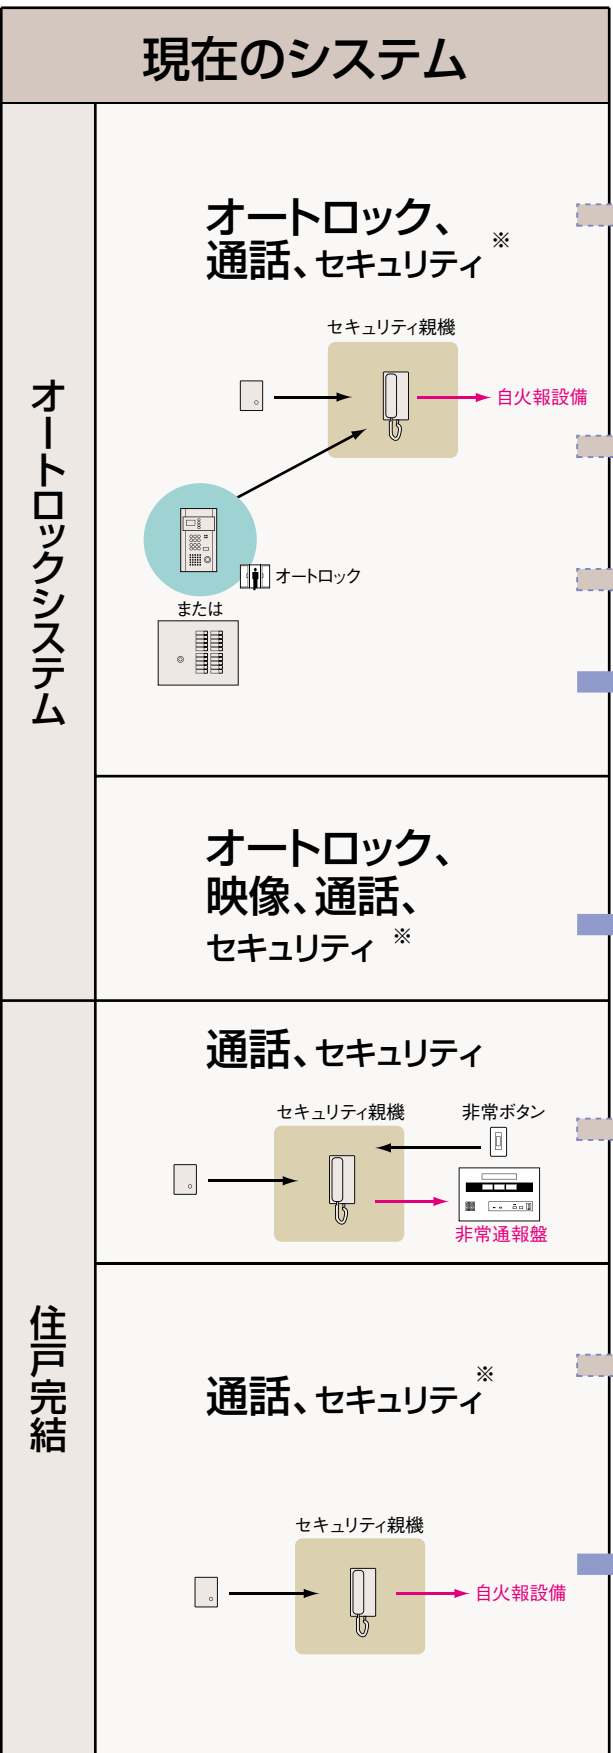 現在のシステム
オートロックシステム
オートロック、
通話、セキュリティ※
セキュリティ親機
自火報設備
オートロック
または
オートロック、
映像、通話、
セキュリティ※
住戸完結
通話、セキュリティ
セキュリティ親機
非常ボタン
非常通報盤
通話、セキュリティ※
セキュリティ親機
自火報設備